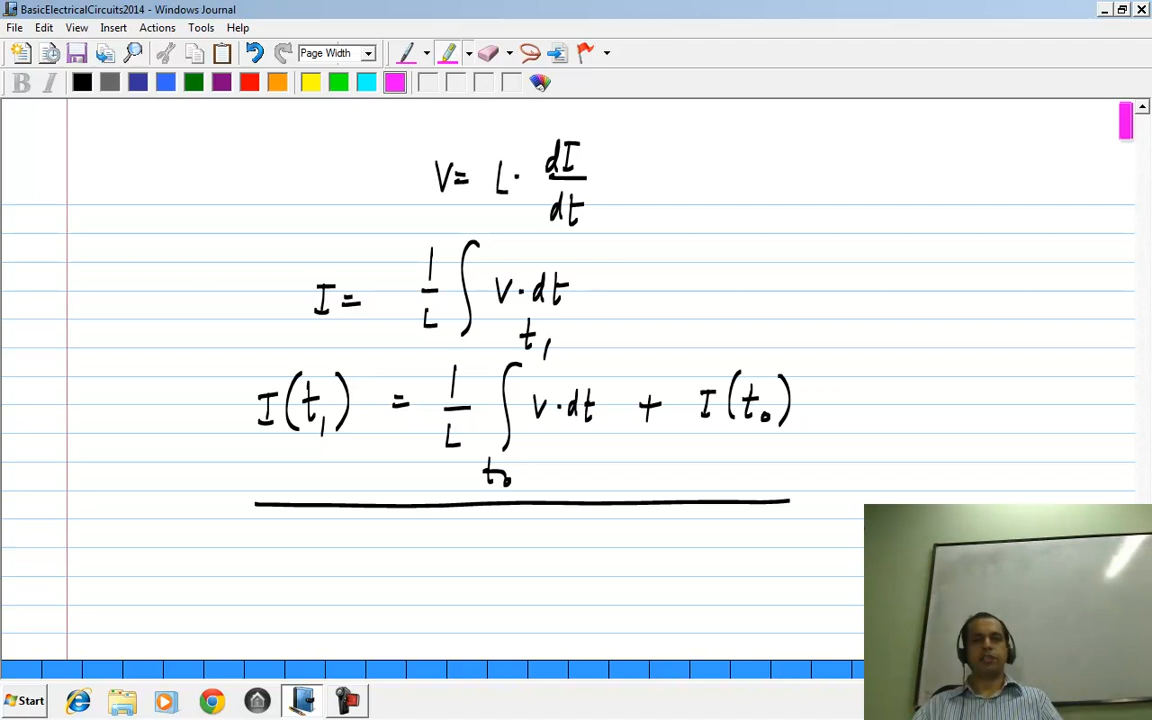 BasicElectricalCircuits2014 - Windows Journal
File Edit View Insert Actions Tools Help
Page Width
B I
V = L · dI/dt
I = 1/L ∫ V · dt
I(t₁) = 1/L ∫_{t₀}^{t₁} V · dt + I(t₀)
Start